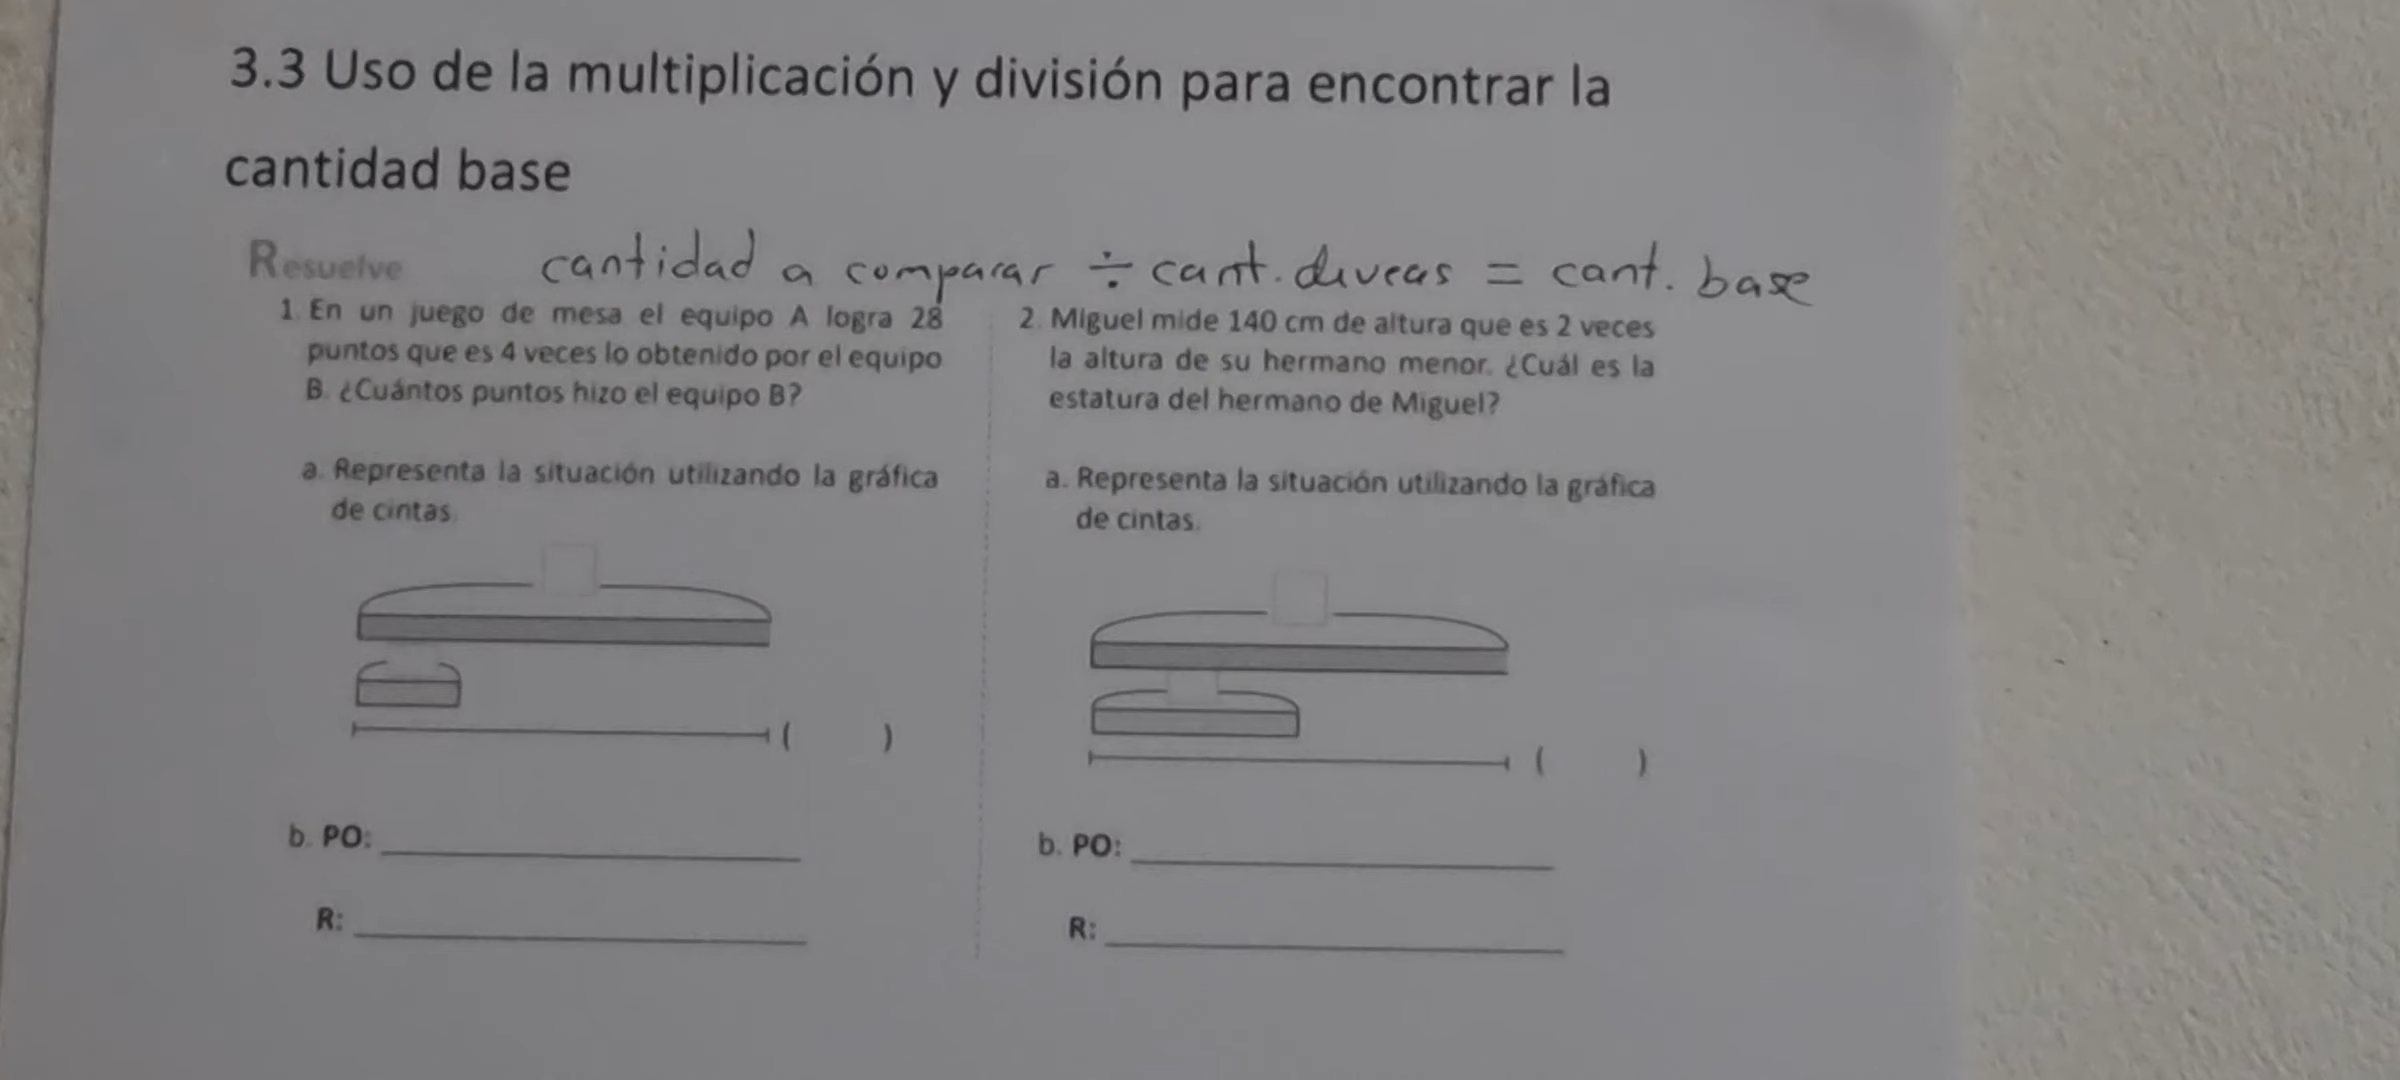 3.3 Uso de la multiplicación y división para encontrar la
cantidad base
Resuelve
cantidad a comparar ÷ cant. de veces = cant. base
1. En un juego de mesa el equipo A logra 28
puntos que es 4 veces lo obtenido por el equipo
B. ¿Cuántos puntos hizo el equipo B?
a. Representa la situación utilizando la gráfica
de cintas.
( )
b. PO:
R:
2. Miguel mide 140 cm de altura que es 2 veces
la altura de su hermano menor. ¿Cuál es la
estatura del hermano de Miguel?
a. Representa la situación utilizando la gráfica
de cintas.
( )
b. PO:
R: